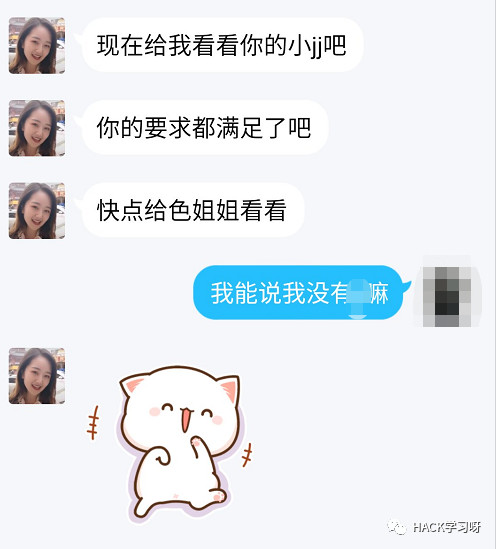 现在给我看看你的小jj吧
你的要求都满足了吧
快点给色姐姐看看
我能说我没有嘛
HACK学习呀